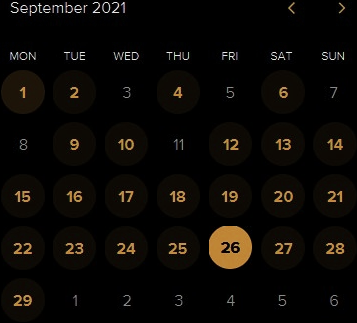 September 2021
MON TUE WED THU FRI SAT SUN
1 2 3 4 5 6 7
8 9 10 11 12 13 14
15 16 17 18 19 20 21
22 23 24 25 26 27 28
29 1 2 3 4 5 6